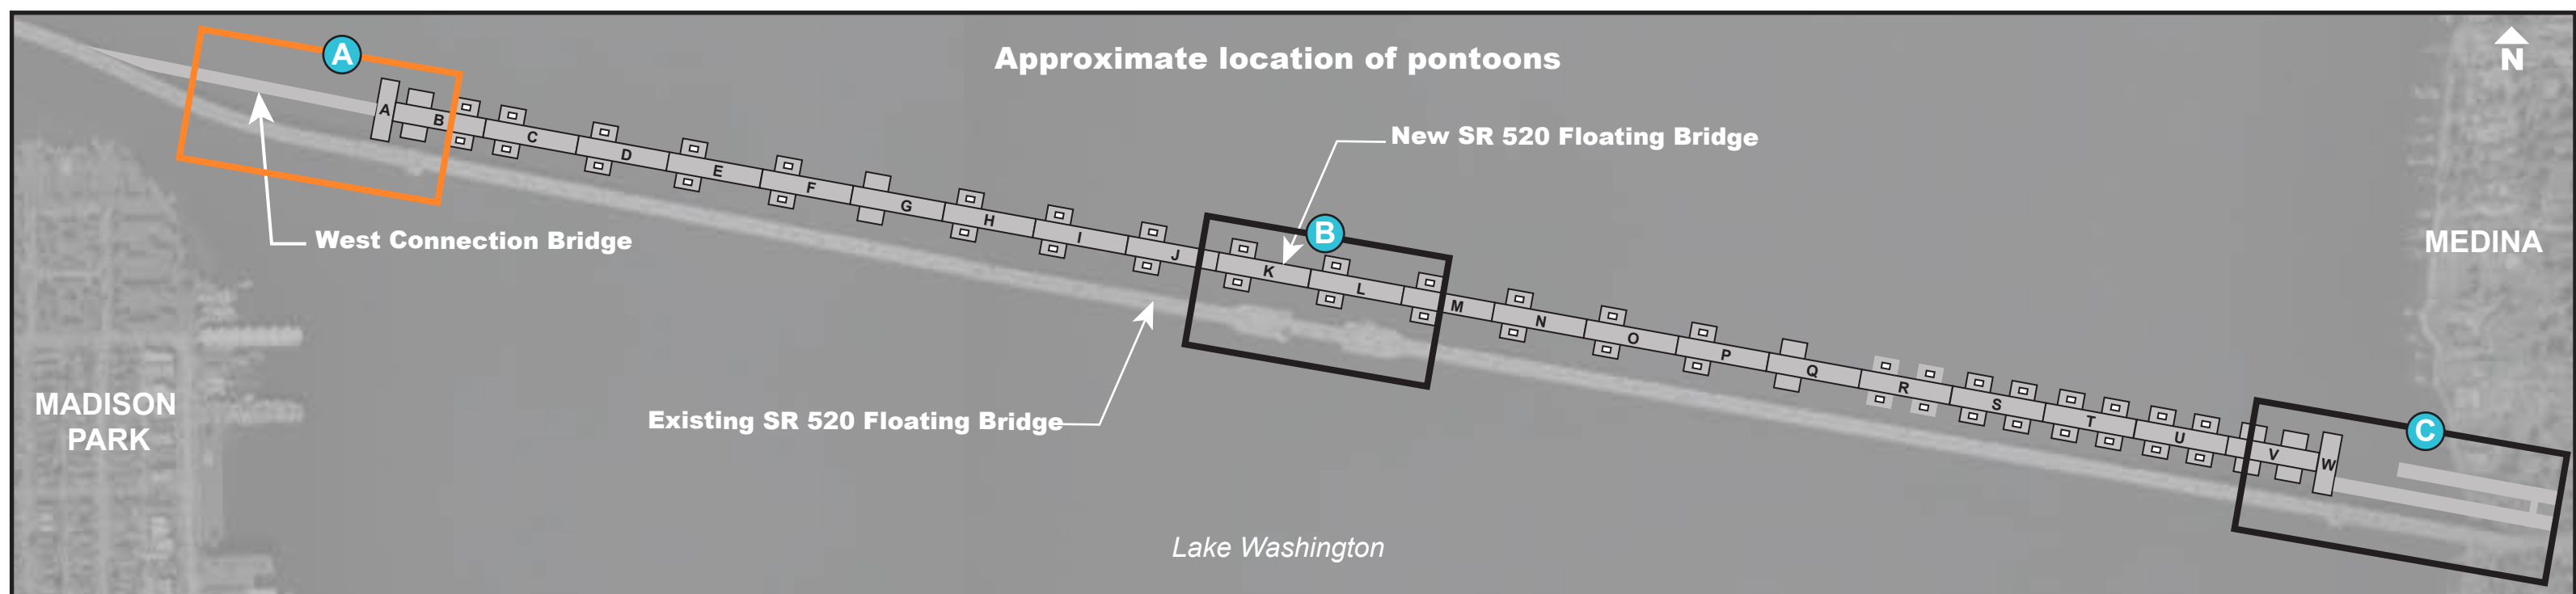 Approximate location of pontoons
N
A
New SR 520 Floating Bridge
West Connection Bridge
B
MEDINA
A
B
C
D
E
F
G
H
I
J
K
L
M
N
O
P
Q
R
S
T
U
V
W
Existing SR 520 Floating Bridge
MADISON
PARK
C
Lake Washington